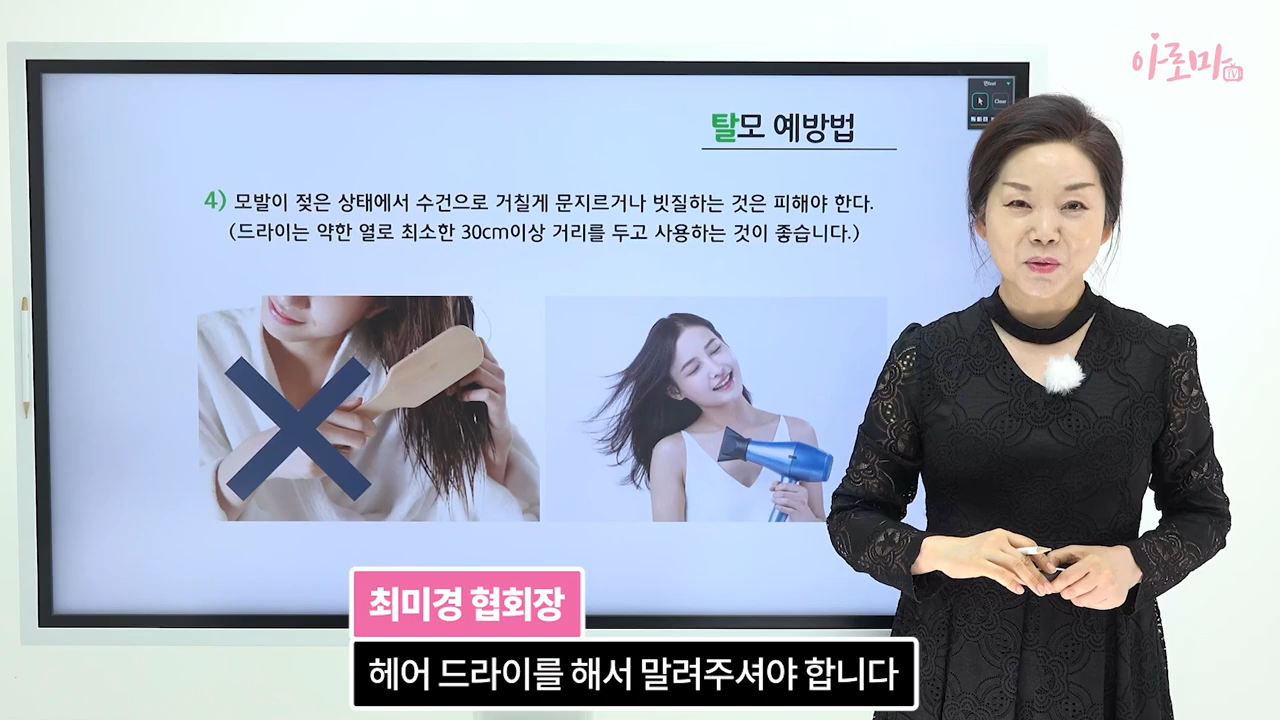 아로마 TV
Clear
탈모 예방법
4) 모발이 젖은 상태에서 수건으로 거칠게 문지르거나 빗질하는 것은 피해야 한다.
(드라이는 약한 열로 최소한 30cm이상 거리를 두고 사용하는 것이 좋습니다.)
최미경 협회장
헤어 드라이를 해서 말려주셔야 합니다